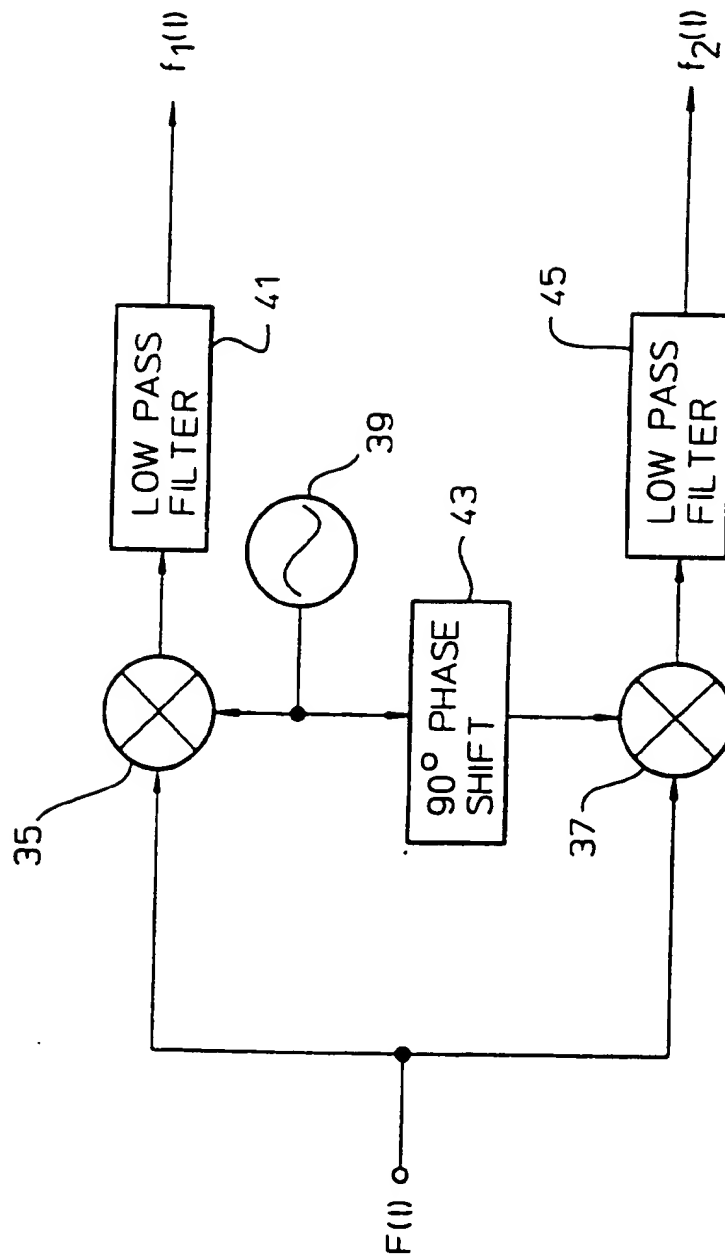 F(l)
35
LOW PASS
FILTER
41
f₁(l)
39
90° PHASE
SHIFT
43
37
LOW PASS
FILTER
45
f₂(l)